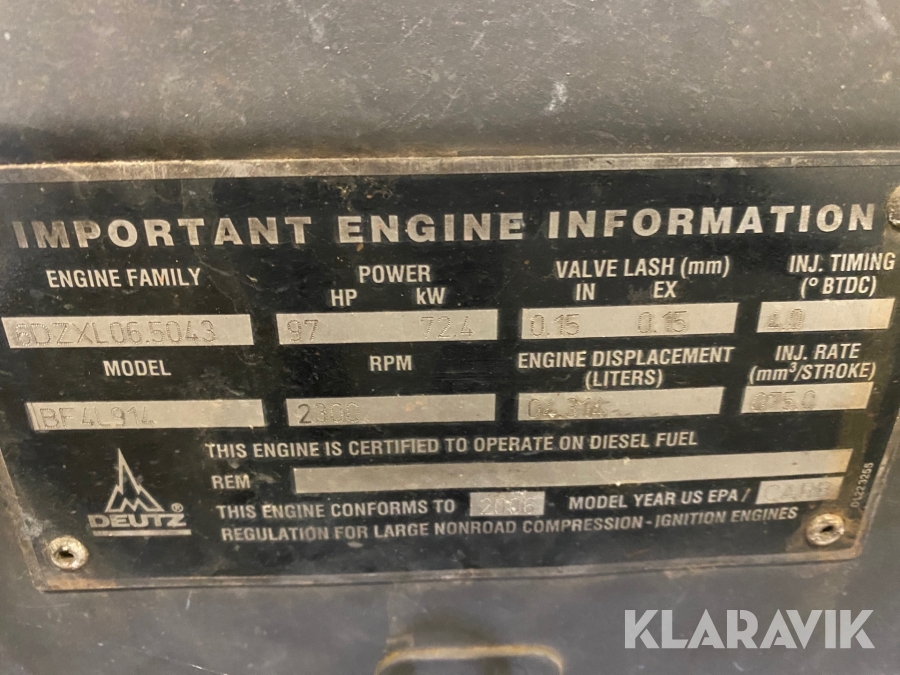 IMPORTANT ENGINE INFORMATION
ENGINE FAMILY POWER VALVE LASH (mm) INJ. TIMING
HP kW IN EX (° BTDC)
6DZXL06.5043 97 72.4 0.15 0.15 4.9
MODEL RPM ENGINE DISPLACEMENT INJ. RATE
(LITERS) (mm³/STROKE)
BF4L914 2300 04.314 075.0
THIS ENGINE IS CERTIFIED TO OPERATE ON DIESEL FUEL
REM
DEUTZ®
THIS ENGINE CONFORMS TO 2006 MODEL YEAR US EPA / CARB
REGULATION FOR LARGE NONROAD COMPRESSION - IGNITION ENGINES
KLARAVIK